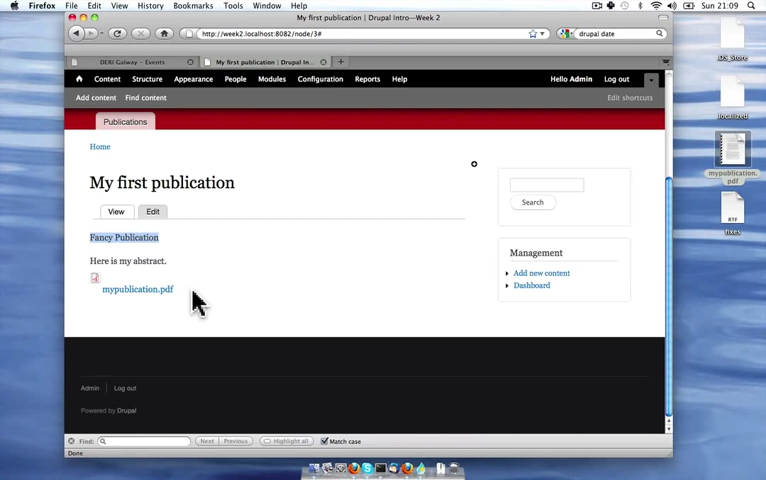 Firefox File Edit View History Bookmarks Tools Window Help
Sun 21:09
My first publication | Drupal Intro—Week 2
http://week2.localhost:8082/node/3#
drupal date
DERI Galway – Events
My first publication | Drupal In...
Content Structure Appearance People Modules Configuration Reports Help
Hello Admin Log out
Add content Find content
Edit shortcuts
Publications
Home
My first publication
View Edit
Fancy Publication
Here is my abstract.
mypublication.pdf
Search
Management
Add new content
Dashboard
Admin Log out
Powered by Drupal
Find:
Next Previous Highlight all Match case
Done
.DS_Store
.localized
mypublication.
pdf
RTF
fixes